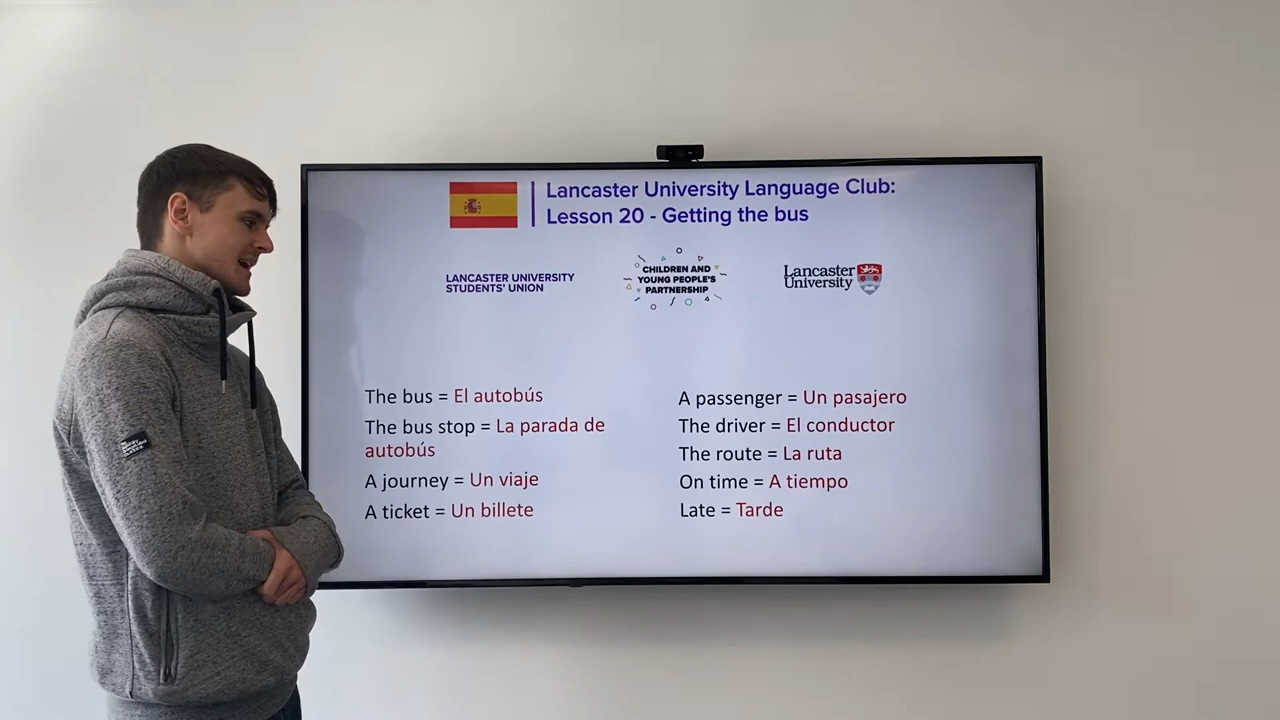 Lancaster University Language Club:
Lesson 20 - Getting the bus
LANCASTER UNIVERSITY
STUDENTS' UNION
CHILDREN AND
YOUNG PEOPLE'S
PARTNERSHIP
Lancaster
University
The bus = El autobús
The bus stop = La parada de
autobús
A journey = Un viaje
A ticket = Un billete
A passenger = Un pasajero
The driver = El conductor
The route = La ruta
On time = A tiempo
Late = Tarde